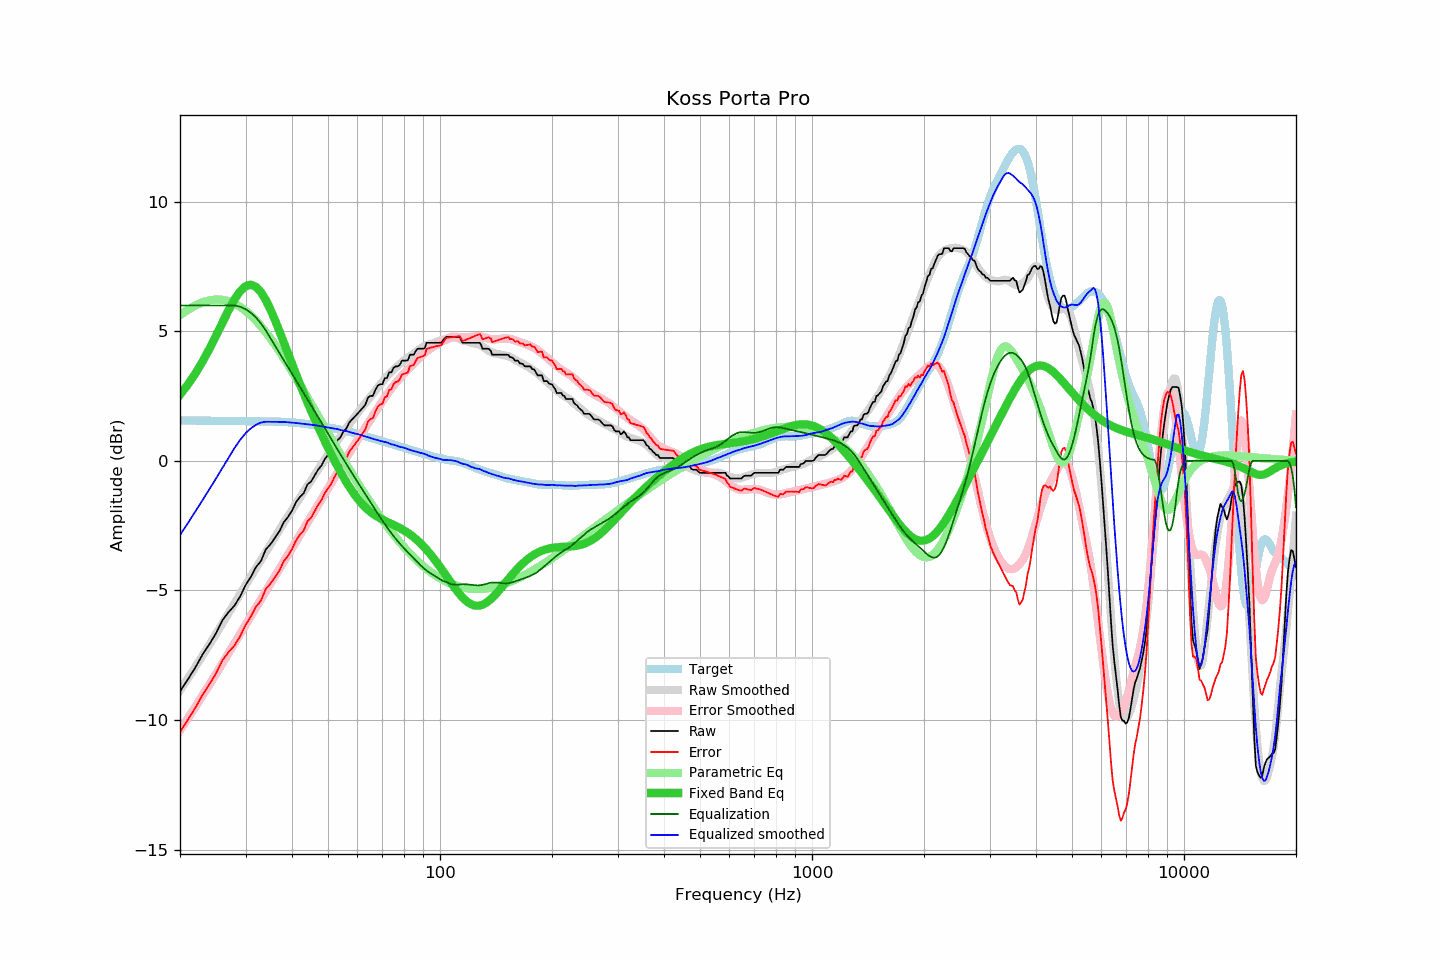 Koss Porta Pro
Amplitude (dBr)
10
5
0
−5
−10
−15
Target
Raw Smoothed
Error Smoothed
Raw
Error
Parametric Eq
Fixed Band Eq
Equalization
Equalized smoothed
100
1000
10000
Frequency (Hz)